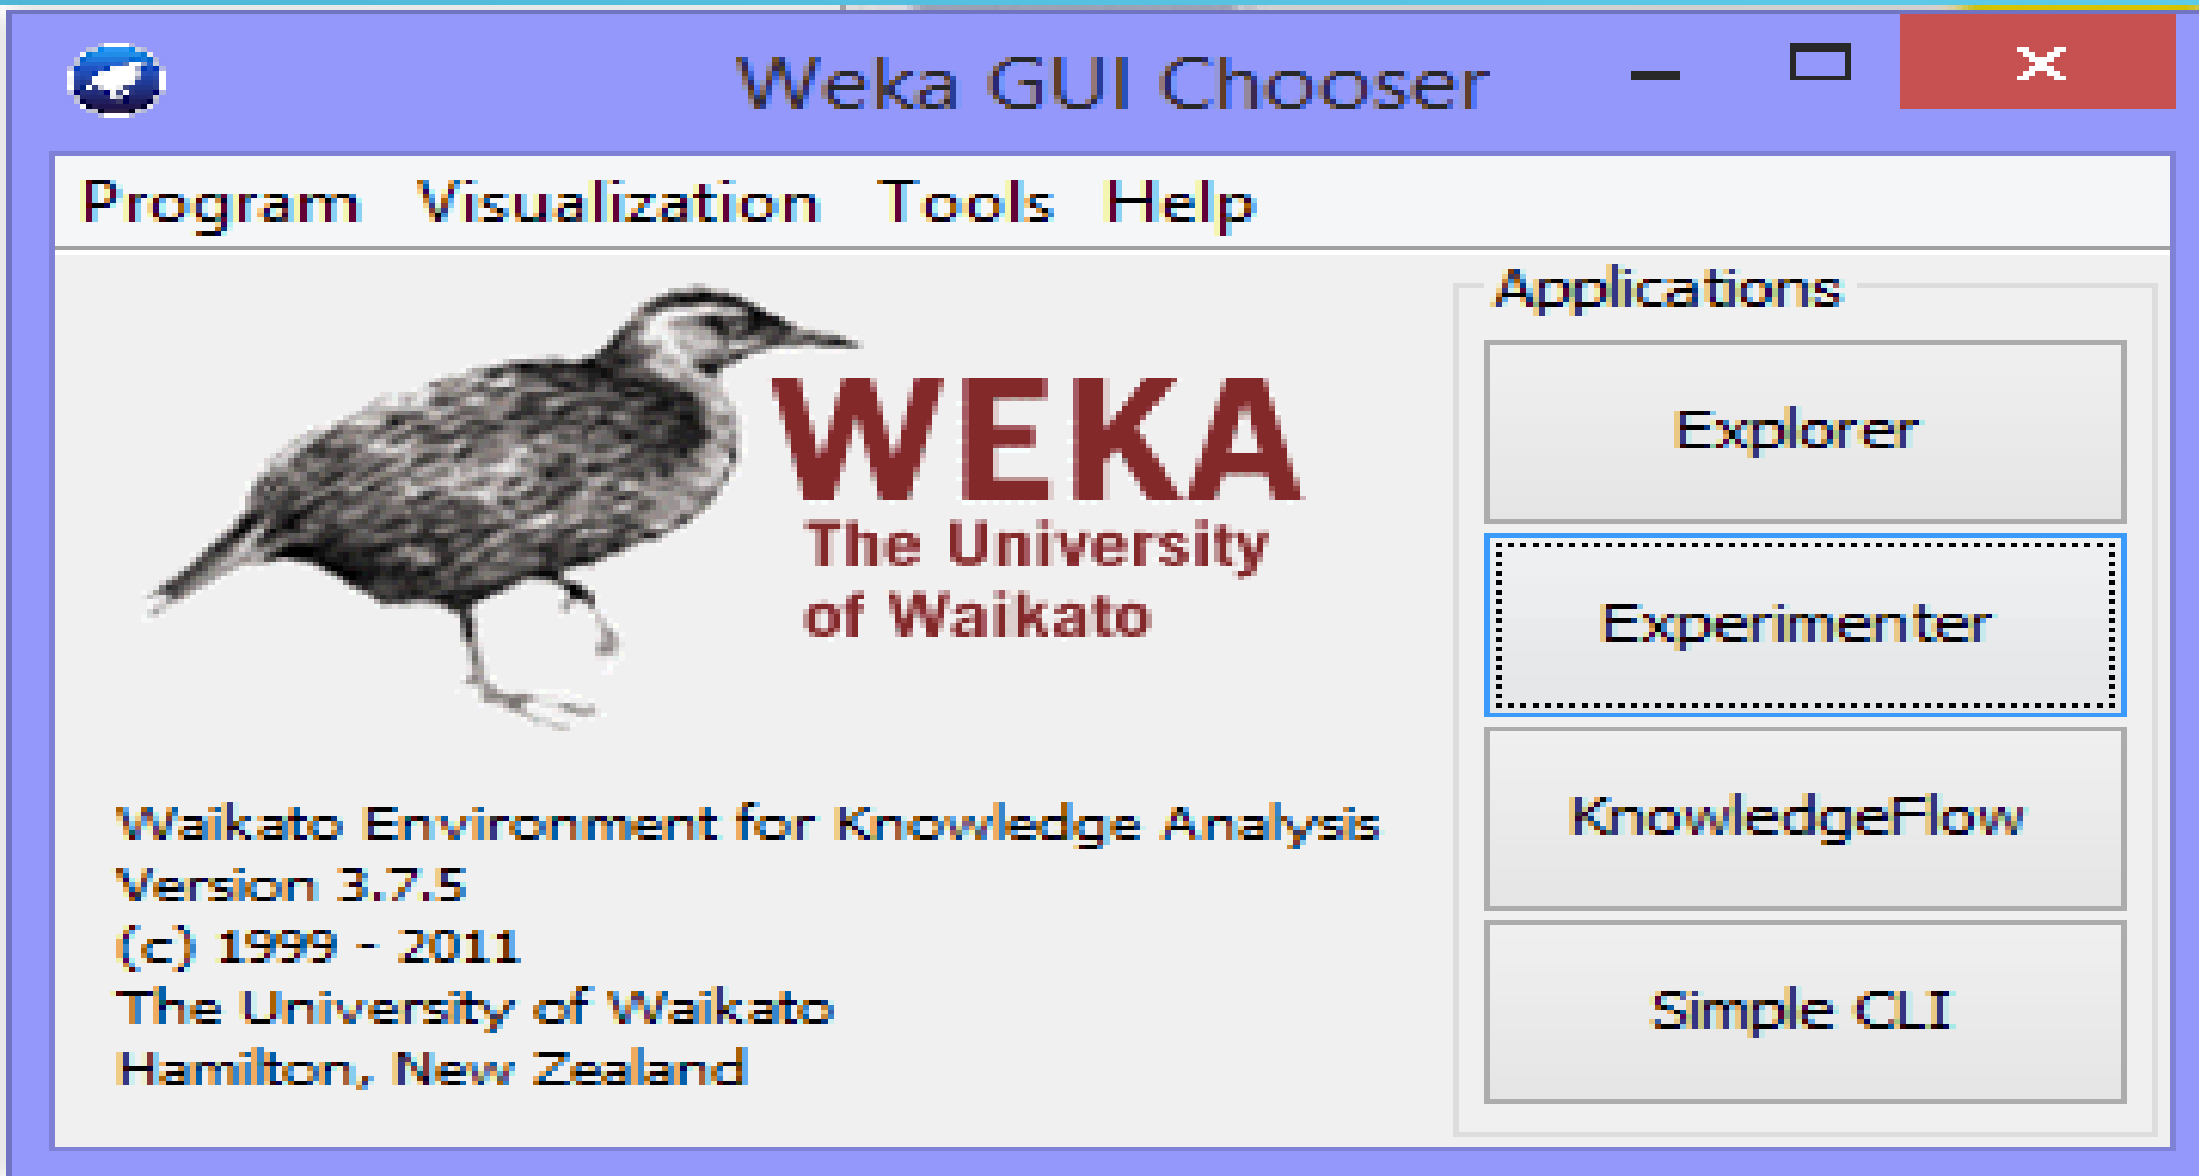 Weka GUI Chooser
Program Visualization Tools Help
WEKA
The University
of Waikato
Waikato Environment for Knowledge Analysis
Version 3.7.5
(c) 1999 - 2011
The University of Waikato
Hamilton, New Zealand
Applications
Explorer
Experimenter
KnowledgeFlow
Simple CLI